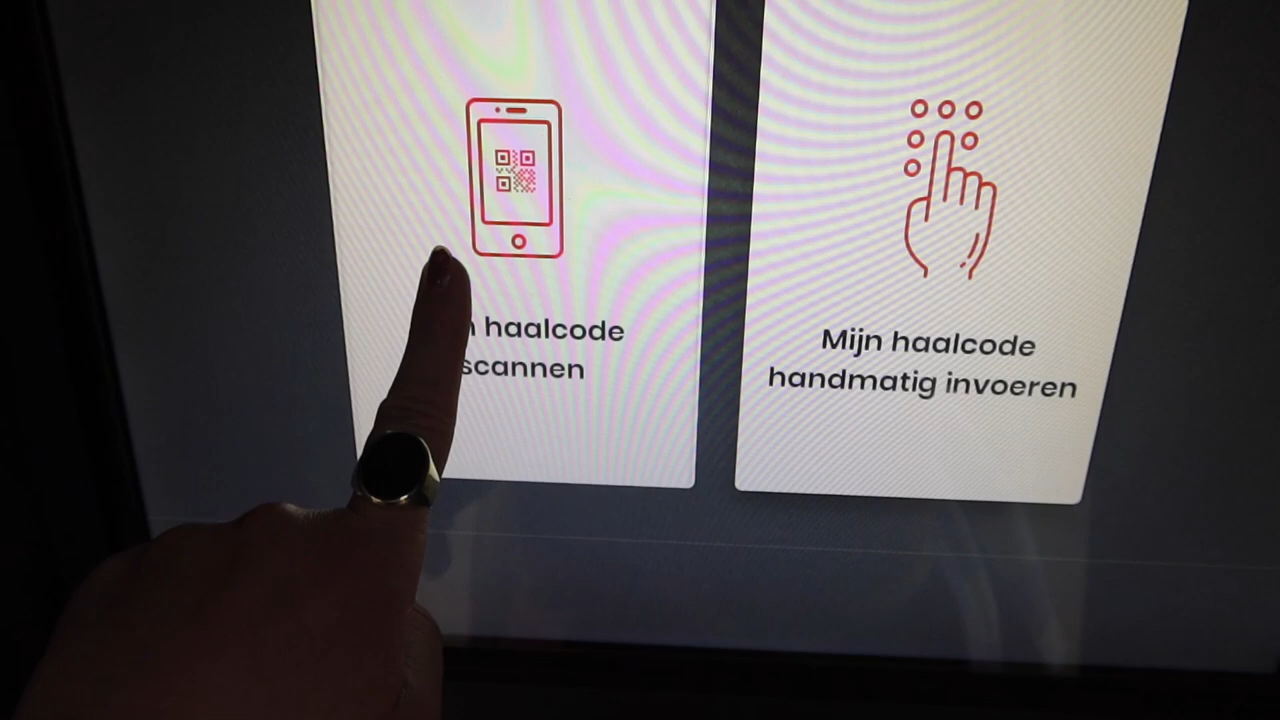 haalcode
scannen
Mijn haalcode
handmatig invoeren